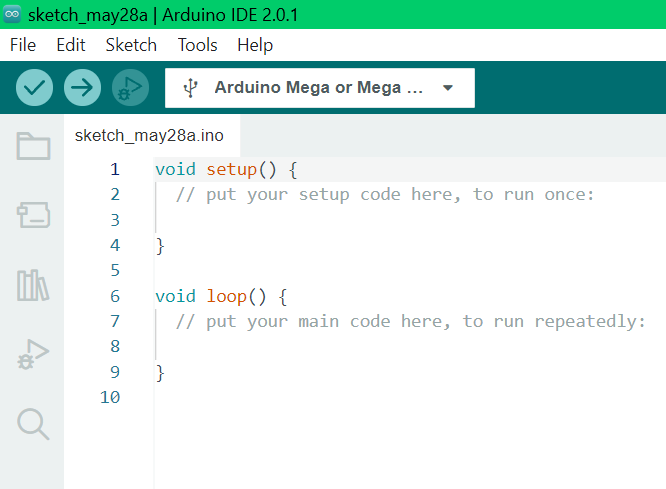 sketch_may28a | Arduino IDE 2.0.1
File Edit Sketch Tools Help
Arduino Mega or Mega ...
sketch_may28a.ino
1 void setup() {
2 // put your setup code here, to run once:
3
4 }
5
6 void loop() {
7 // put your main code here, to run repeatedly:
8
9 }
10